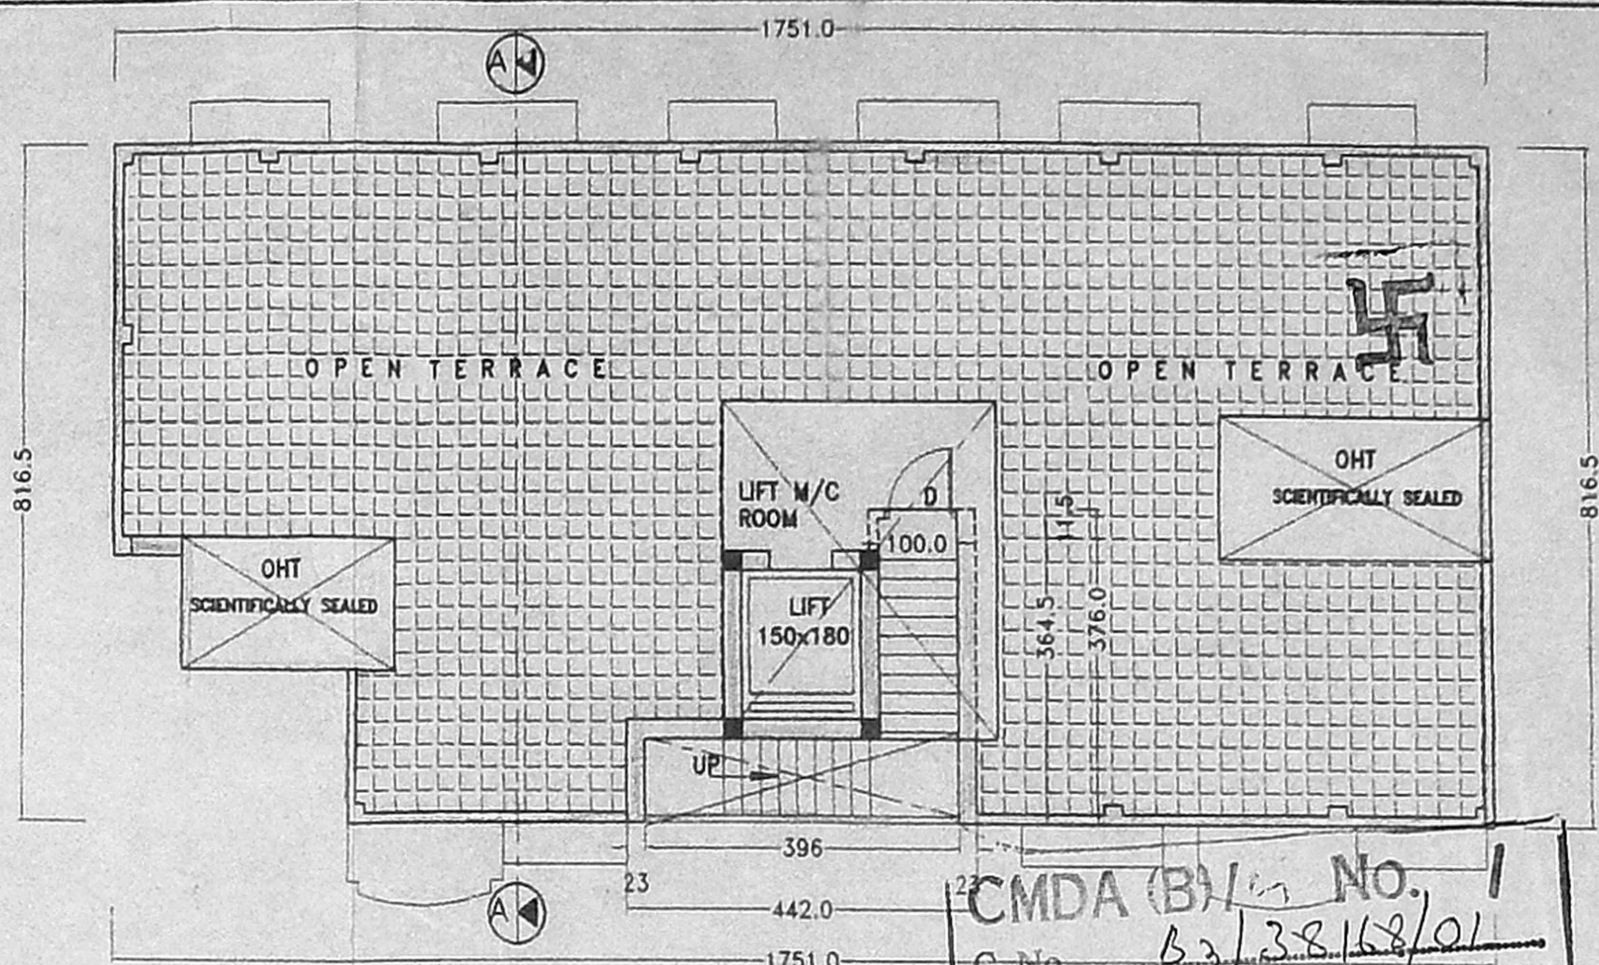 1751.0
A
OPEN TERRACE
OPEN TERRACE
816.5
816.5
OHT
SCIENTIFICALLY SEALED
LIFT M/C
ROOM
D
11.5
100.0
OHT
SCIENTIFICALLY SEALED
LIFT
150x180
364.5
376.0
UP
396
23
23
442.0
A
1751.0
CMDA (B)/ No. 1
C.No. B3/38168/01